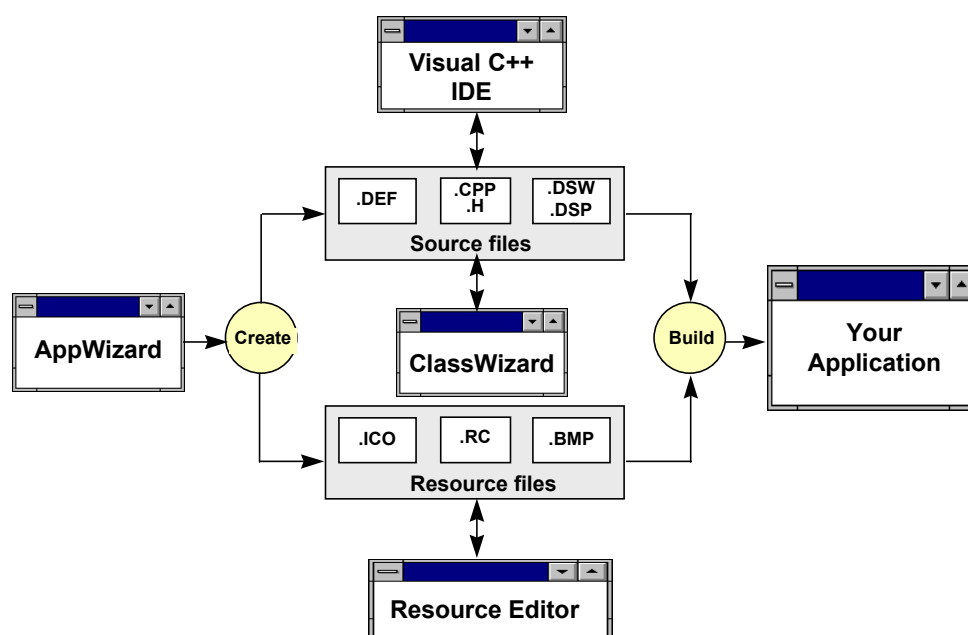 Visual C++
IDE
.DEF
.CPP
.H
.DSW
.DSP
Source files
AppWizard
Create
ClassWizard
Build
Your
Application
.ICO
.RC
.BMP
Resource files
Resource Editor